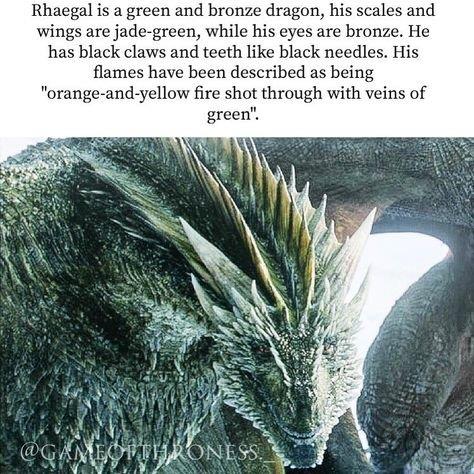 Rhaegal is a green and bronze dragon, his scales and
wings are jade-green, while his eyes are bronze. He
has black claws and teeth like black needles. His
flames have been described as being
"orange-and-yellow fire shot through with veins of
green".
@GAMEOFTHRONESS._